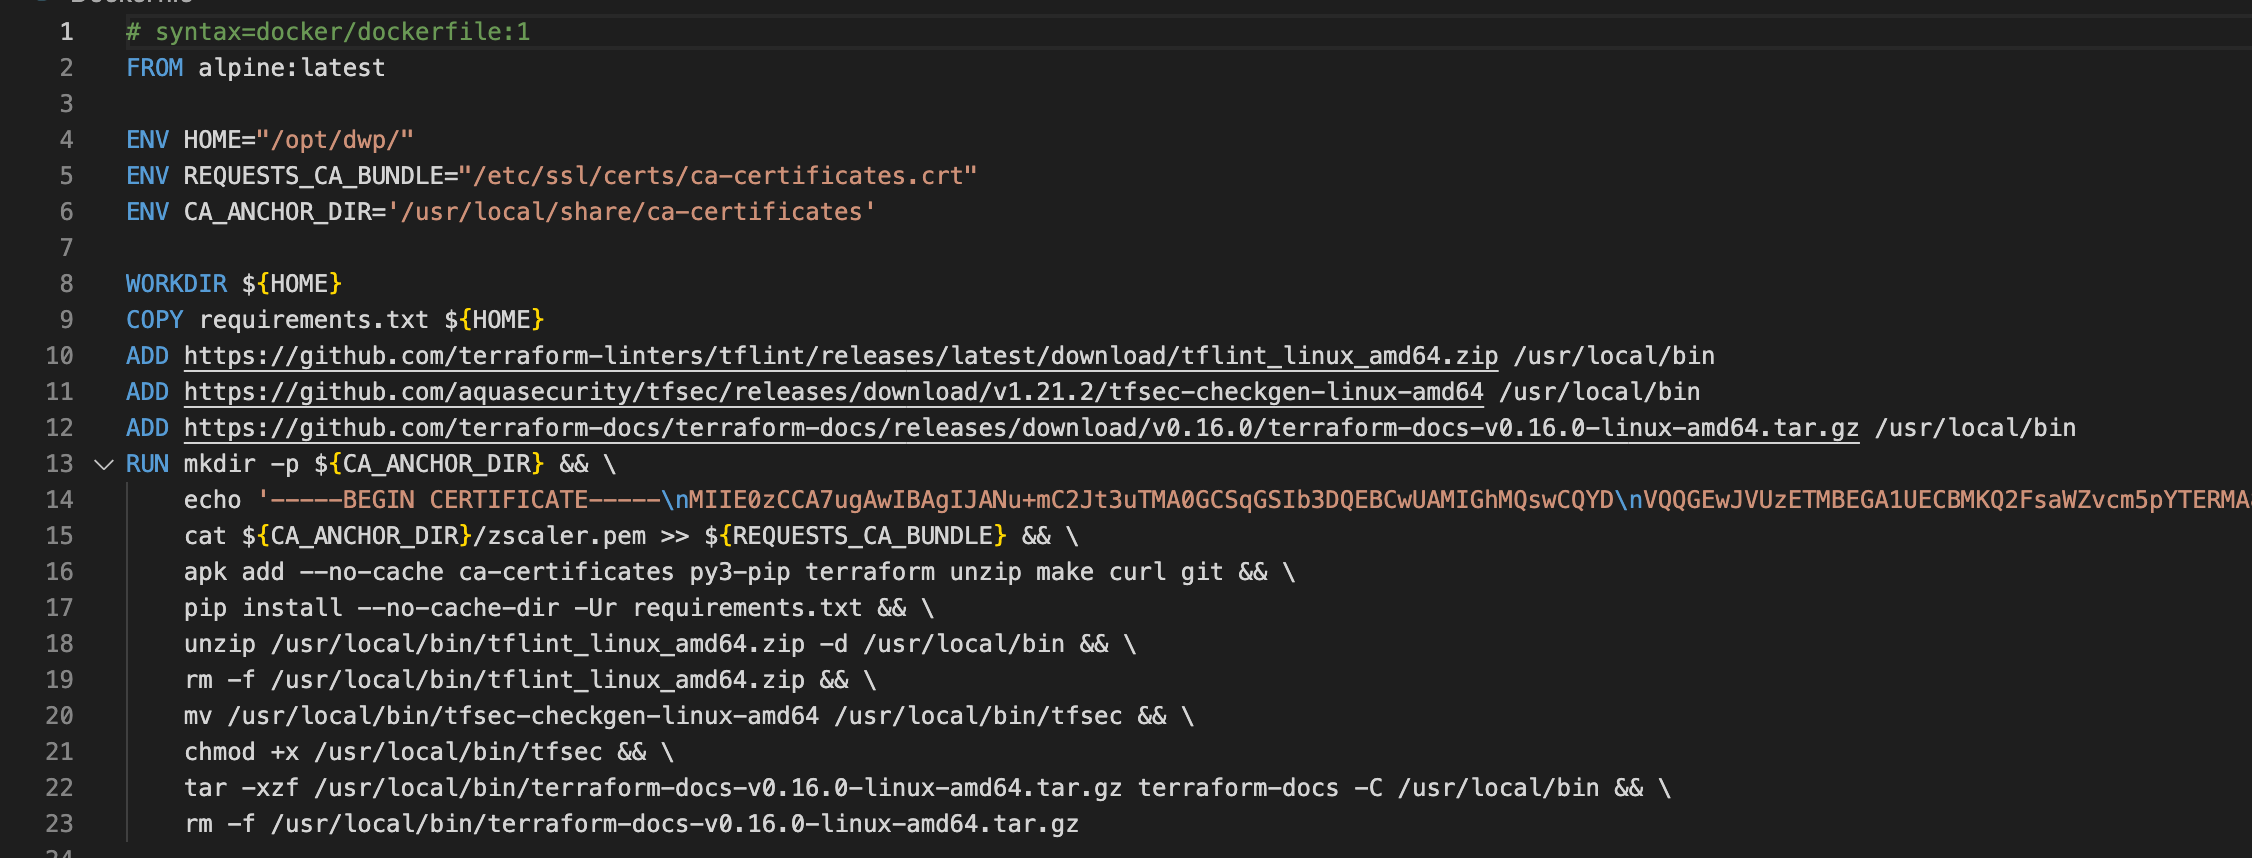 1 # syntax=docker/dockerfile:1
2 FROM alpine:latest
3
4 ENV HOME="/opt/dwp/"
5 ENV REQUESTS_CA_BUNDLE="/etc/ssl/certs/ca-certificates.crt"
6 ENV CA_ANCHOR_DIR='/usr/local/share/ca-certificates'
7
8 WORKDIR ${HOME}
9 COPY requirements.txt ${HOME}
10 ADD https://github.com/terraform-linters/tflint/releases/latest/download/tflint_linux_amd64.zip /usr/local/bin
11 ADD https://github.com/aquasecurity/tfsec/releases/download/v1.21.2/tfsec-checkgen-linux-amd64 /usr/local/bin
12 ADD https://github.com/terraform-docs/terraform-docs/releases/download/v0.16.0/terraform-docs-v0.16.0-linux-amd64.tar.gz /usr/local/bin
13 RUN mkdir -p ${CA_ANCHOR_DIR} && \
14 echo '-----BEGIN CERTIFICATE-----\nMIIE0zCCA7ugAwIBAgIJANu+mC2Jt3uTMA0GCSqGSIb3DQEBCwUAMIGhMQswCQYD\nVQQGEwJVUzETMBEGA1UECBMKQ2FsaWZvcm5pYTERMA
15 cat ${CA_ANCHOR_DIR}/zscaler.pem >> ${REQUESTS_CA_BUNDLE} && \
16 apk add --no-cache ca-certificates py3-pip terraform unzip make curl git && \
17 pip install --no-cache-dir -Ur requirements.txt && \
18 unzip /usr/local/bin/tflint_linux_amd64.zip -d /usr/local/bin && \
19 rm -f /usr/local/bin/tflint_linux_amd64.zip && \
20 mv /usr/local/bin/tfsec-checkgen-linux-amd64 /usr/local/bin/tfsec && \
21 chmod +x /usr/local/bin/tfsec && \
22 tar -xzf /usr/local/bin/terraform-docs-v0.16.0-linux-amd64.tar.gz terraform-docs -C /usr/local/bin && \
23 rm -f /usr/local/bin/terraform-docs-v0.16.0-linux-amd64.tar.gz